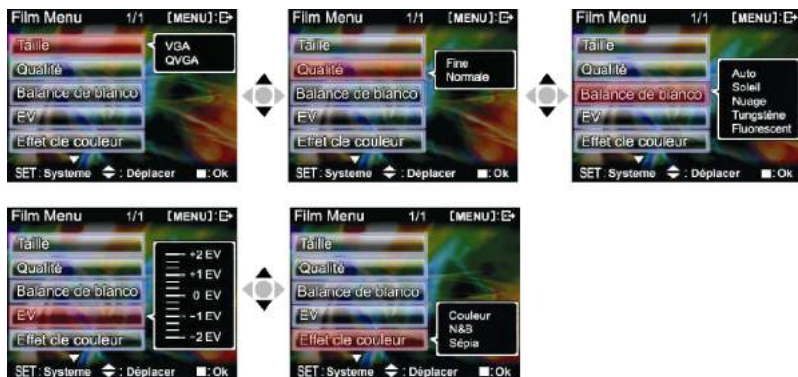 Film Menu 1/1 [MENU]:
Taille
Qualité
Balance de blanco
EV
Effet cle couleur
VGA
QVGA
SET : Systeme : Déplacer : Ok
Film Menu 1/1 [MENU]:
Taille
Qualité
Balance de blanco
EV
Effet cle couleur
Fine
Normale
SET : Systeme : Déplacer : Ok
Film Menu 1/1 [MENU]:
Taille
Qualité
Balance de blanco
EV
Effet cle couleur
Auto
Soleil
Nuage
Tungstène
Fluorescent
SET : Systeme : Déplacer : Ok
Film Menu 1/1 [MENU]:
Taille
Qualité
Balance de blanco
EV
Effet cle couleur
+2 EV
+1 EV
0 EV
-1 EV
-2 EV
SET : Systeme : Déplacer : Ok
Film Menu 1/1 [MENU]:
Taille
Qualité
Balance de blanco
EV
Effet cle couleur
Couleur
N&B
Sépia
SET : Systeme : Déplacer : Ok